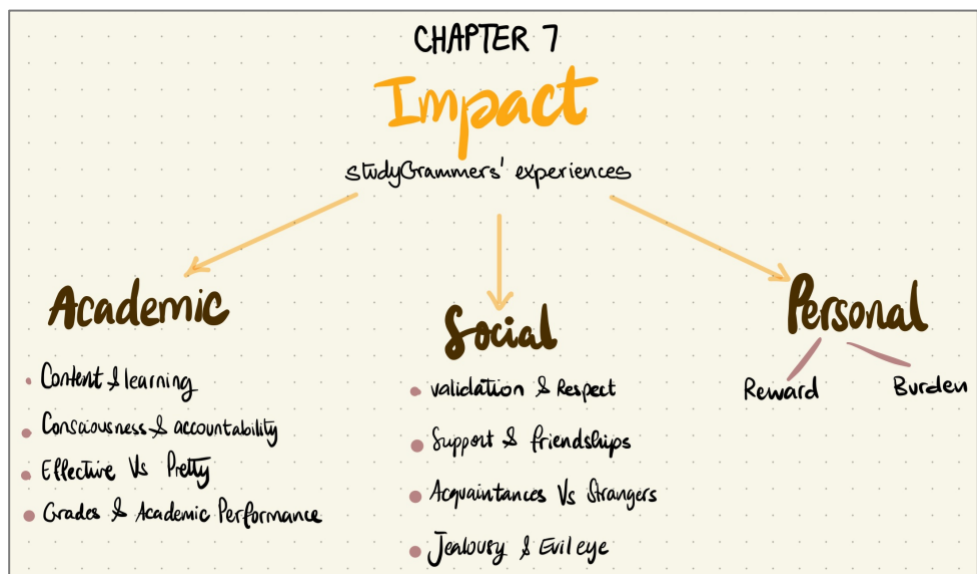 CHAPTER 7
Impact
studyGrammers' experiences
Academic
Content & learning
Consciousness & accountability
Effective Vs Pretty
Grades & Academic Performance
Social
validation & Respect
Support & friendships
Acquaintances Vs Strangers
Jealousy & Evil eye
Personal
Reward
Burden